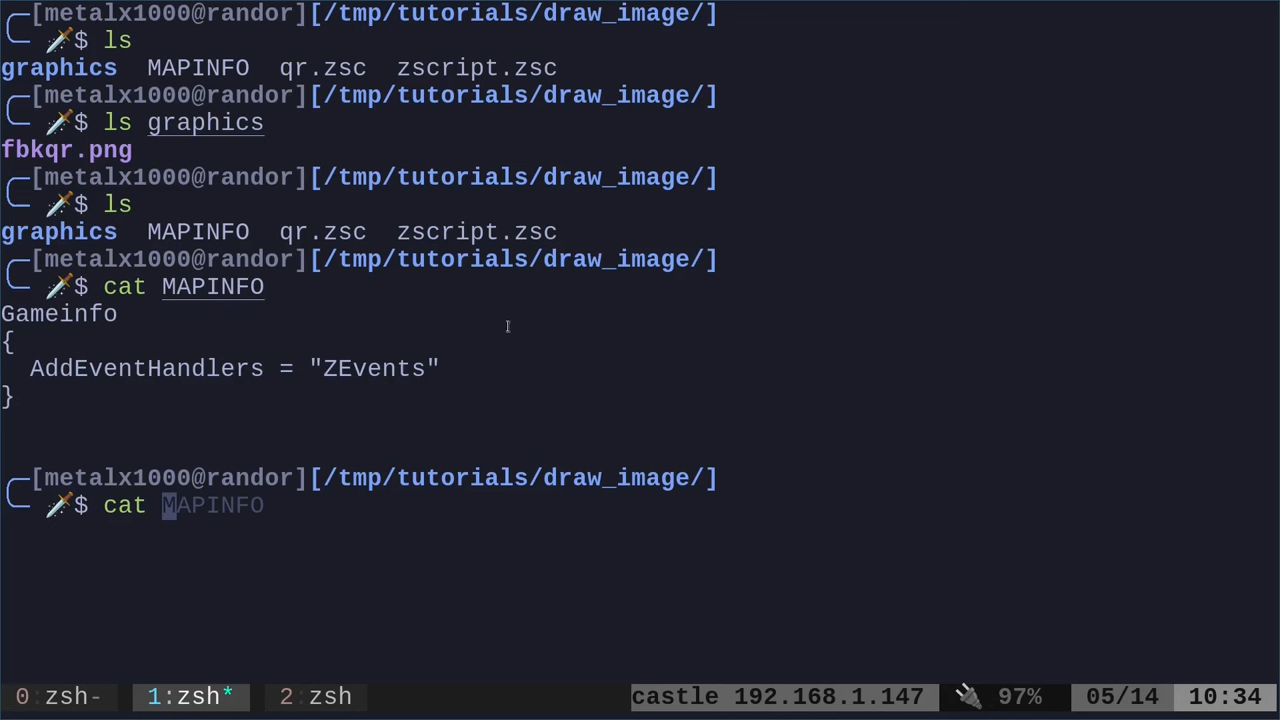 [metalx1000@randor][/tmp/tutorials/draw_image/]
$ ls
graphics  MAPINFO  qr.zsc  zscript.zsc
[metalx1000@randor][/tmp/tutorials/draw_image/]
$ ls graphics
fbkqr.png
[metalx1000@randor][/tmp/tutorials/draw_image/]
$ ls
graphics  MAPINFO  qr.zsc  zscript.zsc
[metalx1000@randor][/tmp/tutorials/draw_image/]
$ cat MAPINFO
Gameinfo
{
  AddEventHandlers = "ZEvents"
}
[metalx1000@randor][/tmp/tutorials/draw_image/]
$ cat MAPINFO
0:zsh-  1:zsh*  2:zsh  castle 192.168.1.147  97%  05/14  10:34